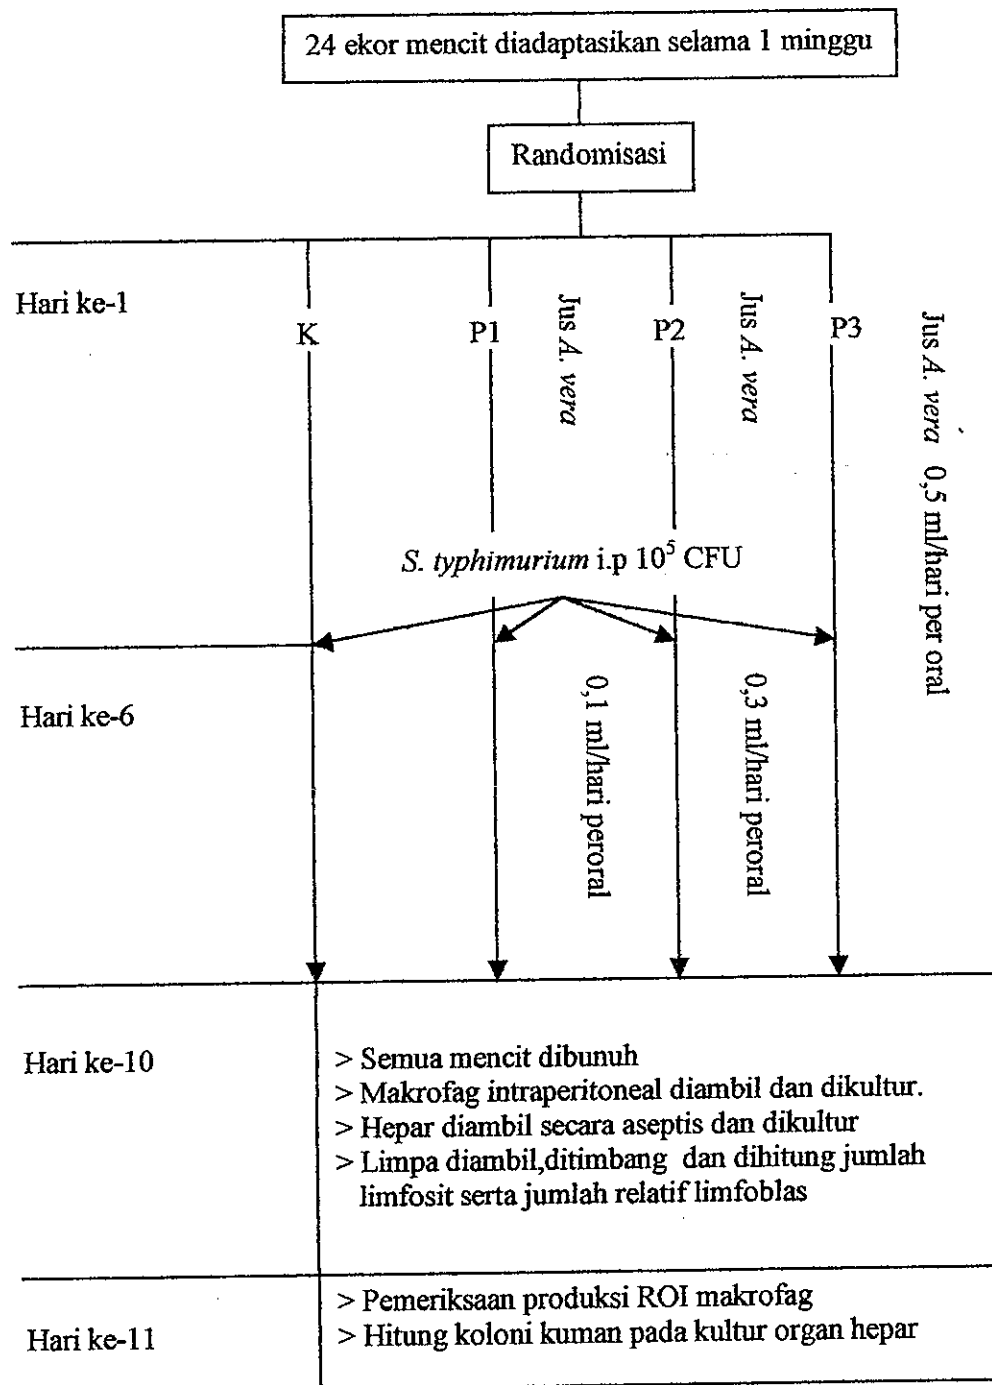 24 ekor mencit diadaptasikan selama 1 minggu
Randomisasi
Hari ke-1
K
P1
Jus A. vera
P2
Jus A. vera
P3
Jus A. vera 0,5 ml/hari per oral
S. typhimurium i.p 10⁵ CFU
Hari ke-6
0,1 ml/hari peroral
0,3 ml/hari peroral
Hari ke-10
> Semua mencit dibunuh
> Makrofag intraperitoneal diambil dan dikultur.
> Hepar diambil secara aseptis dan dikultur
> Limpa diambil,ditimbang dan dihitung jumlah
limfosit serta jumlah relatif limfoblas
Hari ke-11
> Pemeriksaan produksi ROI makrofag
> Hitung koloni kuman pada kultur organ hepar